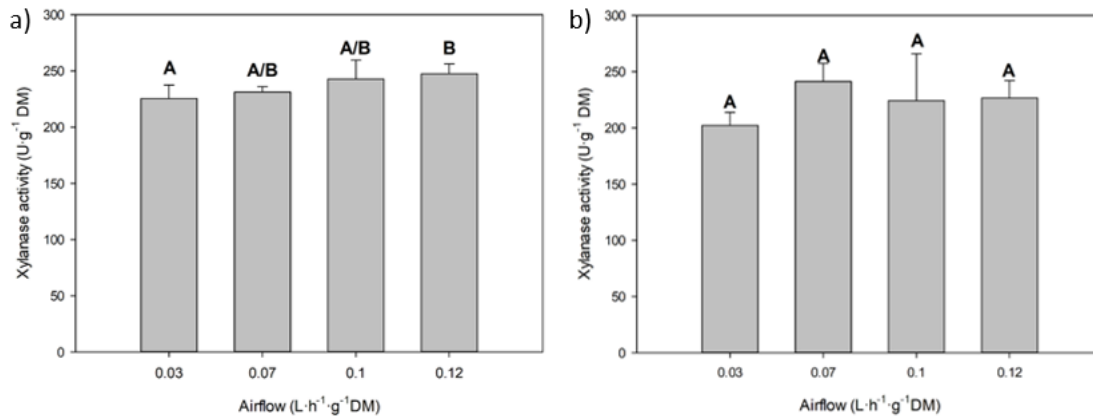 a)
300
250
200
150
100
50
0
Xylanase activity (U·g⁻¹ DM)
A
A/B
A/B
B
0.03 0.07 0.1 0.12
Airflow (L·h⁻¹·g⁻¹DM)
b)
300
250
200
150
100
50
0
Xylanase activity (U·g⁻¹ DM)
A
A
A
A
0.03 0.07 0.1 0.12
Airflow (L·h⁻¹·g⁻¹DM)